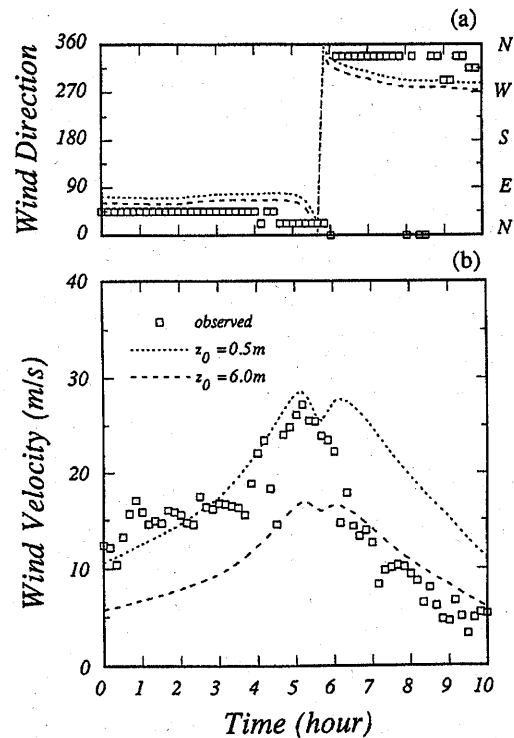 (a)
Wind Direction
360
270
180
90
0
N
W
S
E
N
(b)
Wind Velocity (m/s)
40
30
20
10
0
observed
z0 = 0.5m
z0 = 6.0m
0 1 2 3 4 5 6 7 8 9 10
Time (hour)